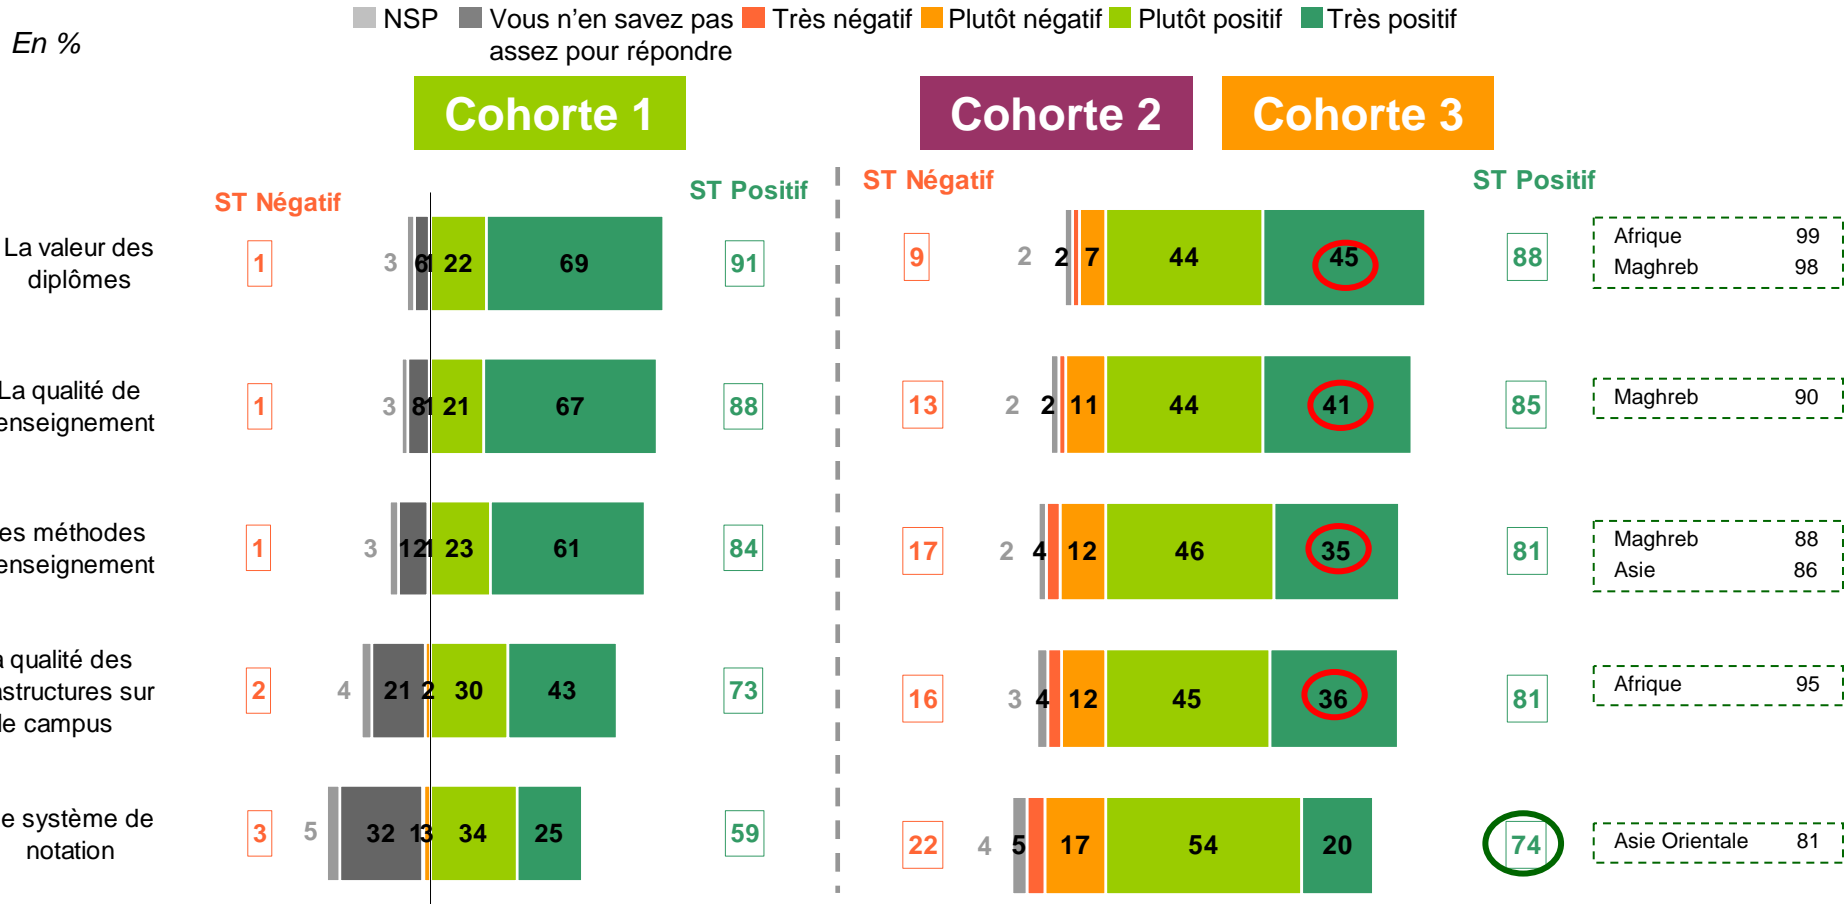 NSP
Vous n'en savez pas
assez pour répondre
Très négatif
Plutôt négatif
Plutôt positif
Très positif
En %
Cohorte 1
Cohorte 2
Cohorte 3
ST Négatif
ST Positif
ST Négatif
ST Positif
La valeur des
diplômes
1
3 6 1 22 69
91
9
2 2 7 44 45
88
Afrique 99
Maghreb 98
La qualité de
enseignement
1
3 8 1 21 67
88
13
2 2 11 44 41
85
Maghreb 90
es méthodes
enseignement
1
3 12 1 23 61
84
17
2 4 12 46 35
81
Maghreb 88
Asie 86
qualité des
astructures sur
le campus
2
4 21 2 30 43
73
16
3 4 12 45 36
81
Afrique 95
e système de
notation
3
5 32 1 3 34 25
59
22
4 5 17 54 20
74
Asie Orientale 81